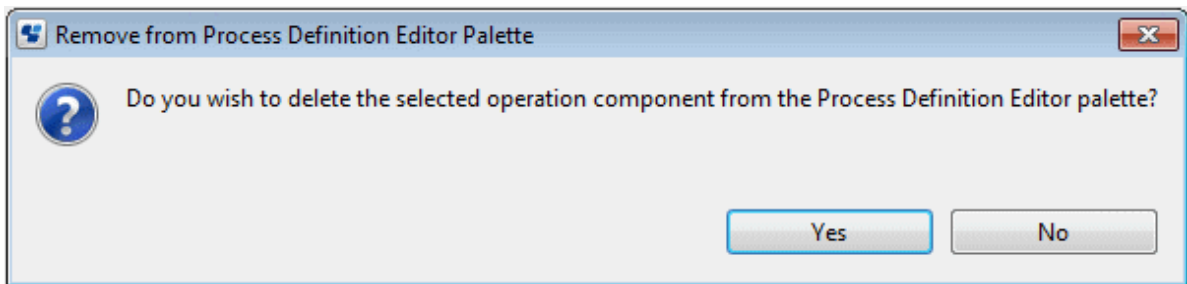 Remove from Process Definition Editor Palette
Do you wish to delete the selected operation component from the Process Definition Editor palette?
Yes No